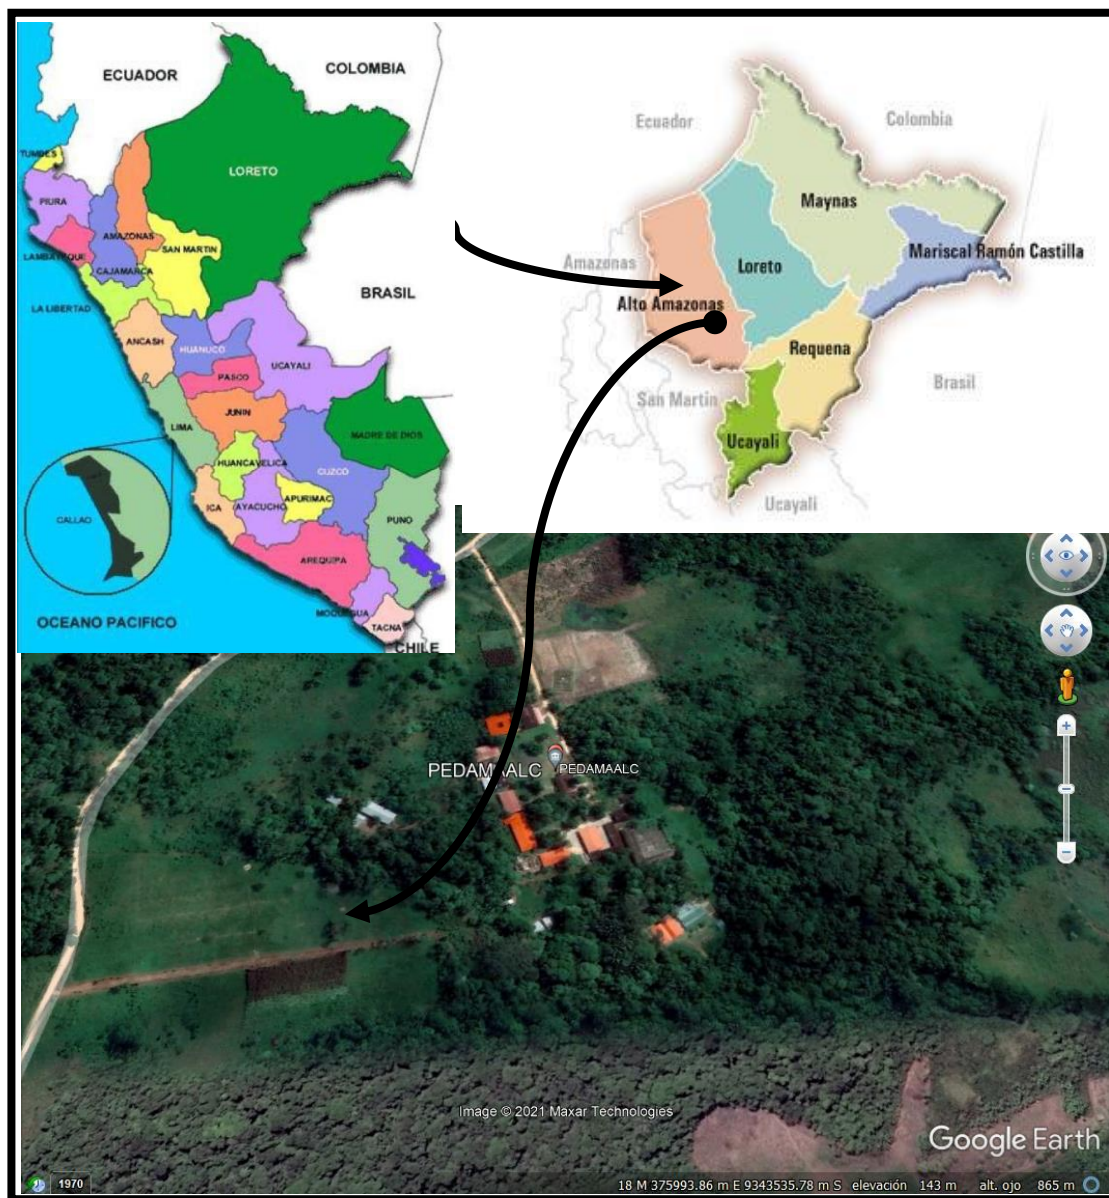 ECUADOR
COLOMBIA
TUMBES
LORETO
PIURA
AMAZONAS
SAN MARTIN
LAMBAYEQUE
CAJAMARCA
BRASIL
LA LIBERTAD
ANCASH
HUANUCO
UCAYALI
PASCO
LIMA
JUNIN
MADRE DE DIOS
HUANCAVELICA
CUZCO
CALLAO
ICA
AYACUCHO
APURIMAC
PUNO
AREQUIPA
MOQUEGUA
OCEANO PACIFICO
TACNA
CHILE
Ecuador
Colombia
Maynas
Amazonas
Loreto
Mariscal Ramón Castilla
Alto Amazonas
Requena
San Martin
Brasil
Ucayali
Ucayali
PEDAMAALC
PEDAMAALC
Image © 2021 Maxar Technologies
Google Earth
1970
18 M 375993.86 m E 9343535.78 m S elevación 143 m alt. ojo 865 m